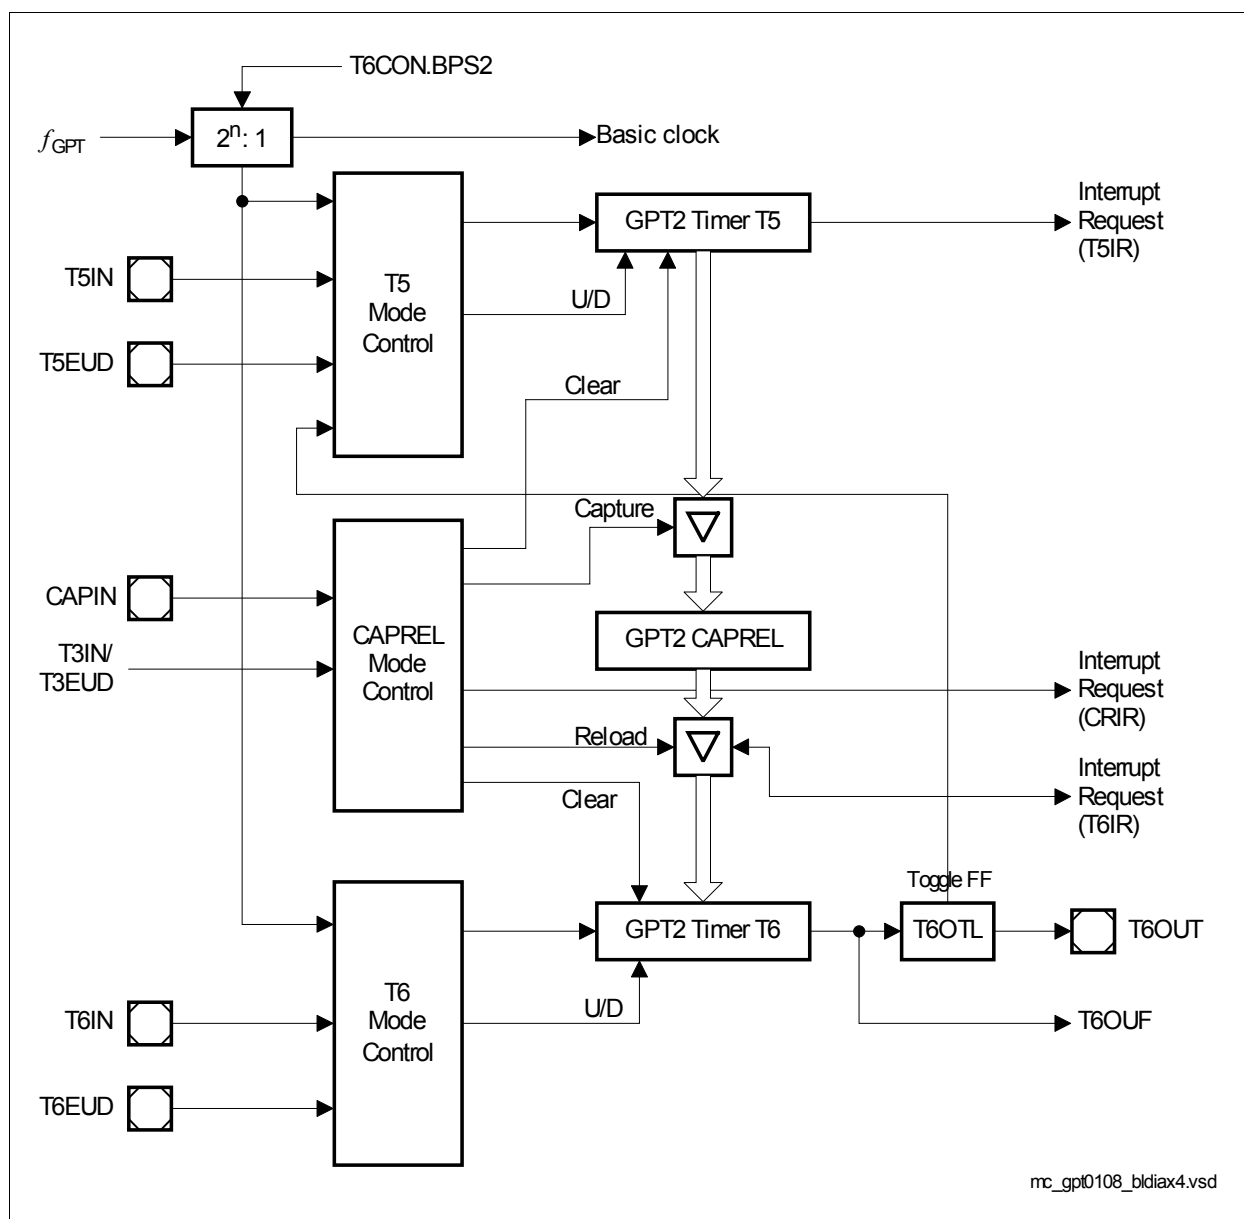 T6CON.BPS2
fGPT
2n: 1
Basic clock
Interrupt
Request
(T5IR)
GPT2 Timer T5
T5IN
T5
Mode
Control
U/D
T5EUD
Clear
Capture
CAPIN
CAPREL
Mode
Control
GPT2 CAPREL
T3IN/
T3EUD
Interrupt
Request
(CRIR)
Reload
Interrupt
Request
(T6IR)
Clear
Toggle FF
GPT2 Timer T6
T6OTL
T6OUT
T6IN
T6
Mode
Control
U/D
T6OUF
T6EUD
mc_gpt0108_bldiax4.vsd